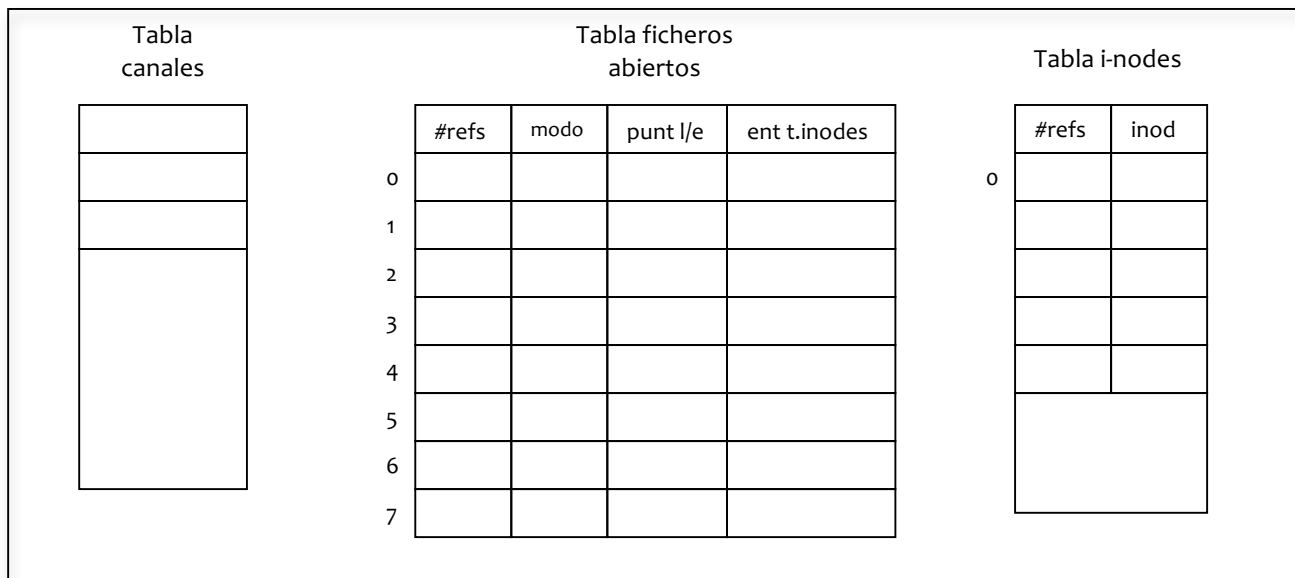 Tabla
canales
Tabla ficheros
abiertos
Tabla i-nodes
#refs modo punt l/e ent t.inodes
#refs inod
0
0
1
2
3
4
5
6
7